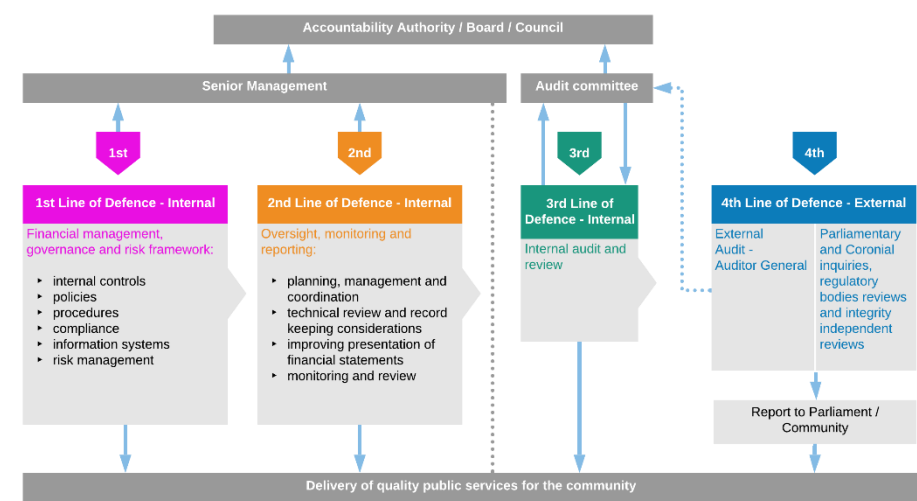 Accountability Authority / Board / Council
Senior Management
Audit committee
1st
2nd
3rd
4th
1st Line of Defence - Internal
Financial management,
governance and risk framework:
‣ internal controls
‣ policies
‣ procedures
‣ compliance
‣ information systems
‣ risk management
2nd Line of Defence - Internal
Oversight, monitoring and
reporting:
‣ planning, management and
coordination
‣ technical review and record
keeping considerations
‣ improving presentation of
financial statements
‣ monitoring and review
3rd Line of
Defence - Internal
Internal audit and
review
4th Line of Defence - External
External
Audit -
Auditor General
Parliamentary
and Coronial
inquiries,
regulatory
bodies reviews
and integrity
independent
reviews
Report to Parliament /
Community
Delivery of quality public services for the community